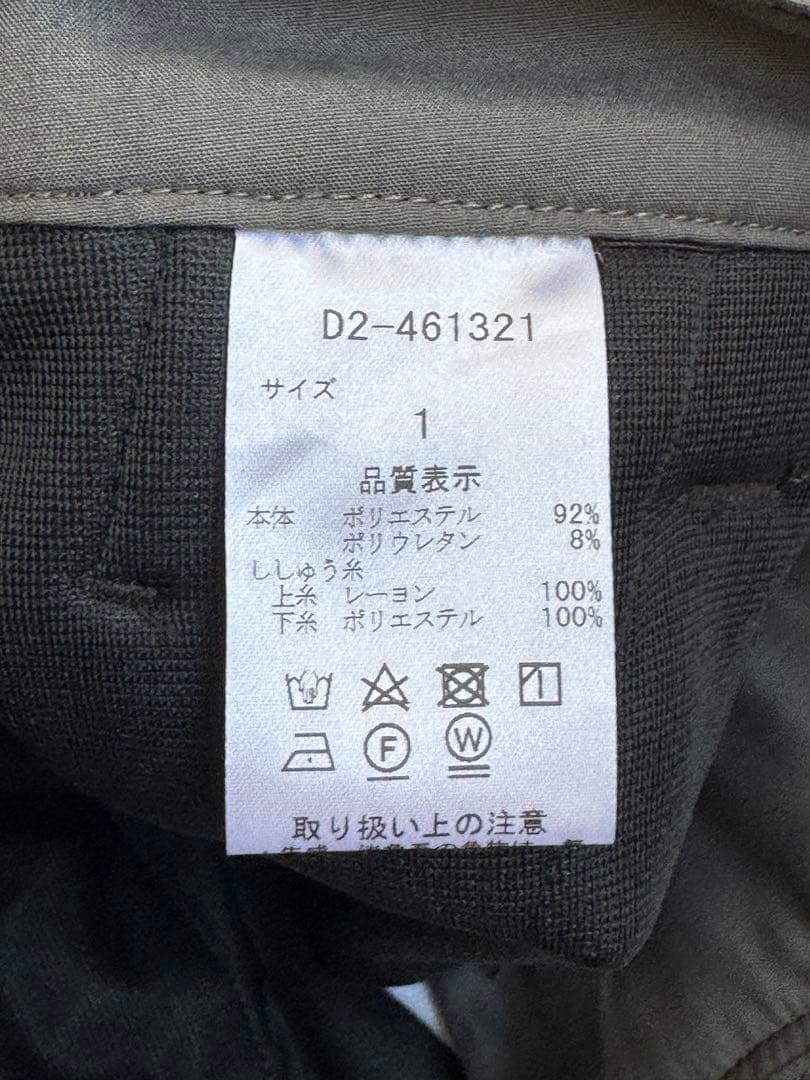 D2-461321
サイズ
1
品質表示
本体 ポリエステル 92%
ポリウレタン 8%
ししゅう糸
上糸 レーヨン 100%
下糸 ポリエステル 100%
F W
取り扱い上の注意